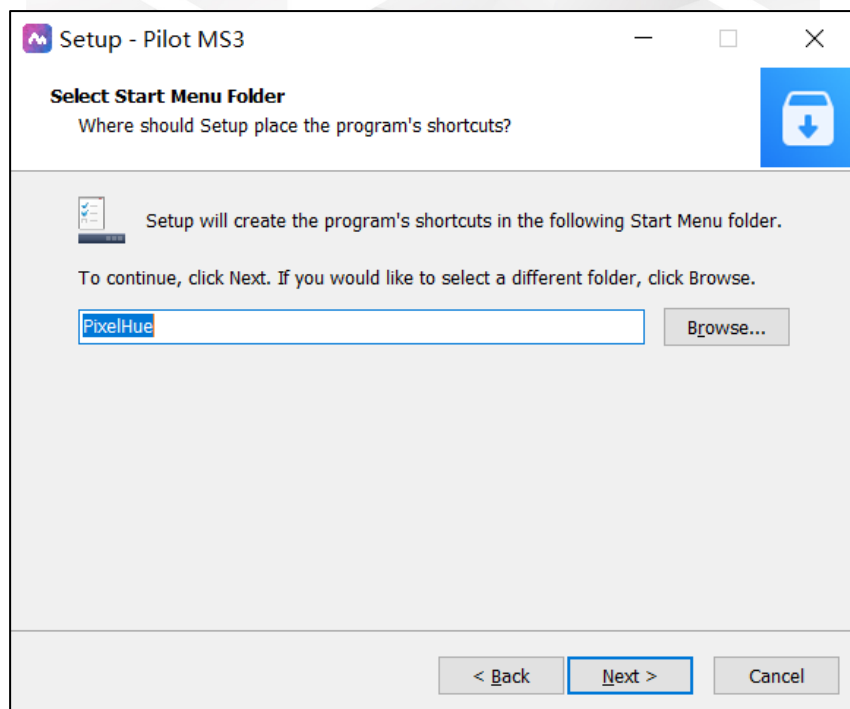 Setup - Pilot MS3
Select Start Menu Folder
Where should Setup place the program's shortcuts?
Setup will create the program's shortcuts in the following Start Menu folder.
To continue, click Next. If you would like to select a different folder, click Browse.
PixelHue
Browse...
< Back
Next >
Cancel